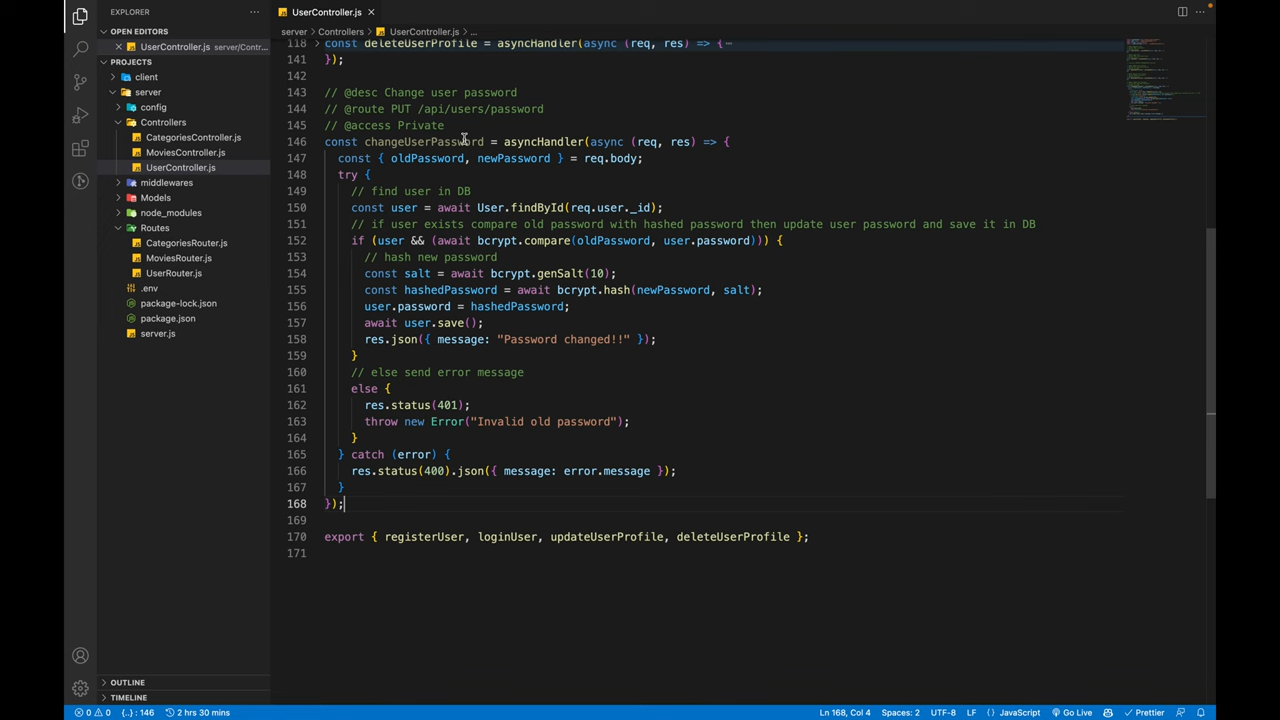 EXPLORER
OPEN EDITORS
UserController.js server/Contr...
PROJECTS
client
server
config
Controllers
CategoriesController.js
MoviesController.js
UserController.js
middlewares
Models
node_modules
Routes
CategoriesRouter.js
MoviesRouter.js
UserRouter.js
.env
package-lock.json
package.json
server.js
OUTLINE
TIMELINE
UserController.js
server > Controllers > UserController.js > ...
118 const deleteUserProfile = asyncHandler(async (req, res) => {
141 });
142
143 // @desc Change user password
144 // @route PUT /api/users/password
145 // @access Private
146 const changeUserPassword = asyncHandler(async (req, res) => {
147 const { oldPassword, newPassword } = req.body;
148 try {
149 // find user in DB
150 const user = await User.findById(req.user._id);
151 // if user exists compare old password with hashed password then update user password and save it in DB
152 if (user && (await bcrypt.compare(oldPassword, user.password))) {
153 // hash new password
154 const salt = await bcrypt.genSalt(10);
155 const hashedPassword = await bcrypt.hash(newPassword, salt);
156 user.password = hashedPassword;
157 await user.save();
158 res.json({ message: "Password changed!!" });
159 }
160 // else send error message
161 else {
162 res.status(401);
163 throw new Error("Invalid old password");
164 }
165 } catch (error) {
166 res.status(400).json({ message: error.message });
167 }
168 });
169
170 export { registerUser, loginUser, updateUserProfile, deleteUserProfile };
171
0 0 {..} : 146 2 hrs 30 mins Ln 168, Col 4 Spaces: 2 UTF-8 LF {} JavaScript Go Live Prettier